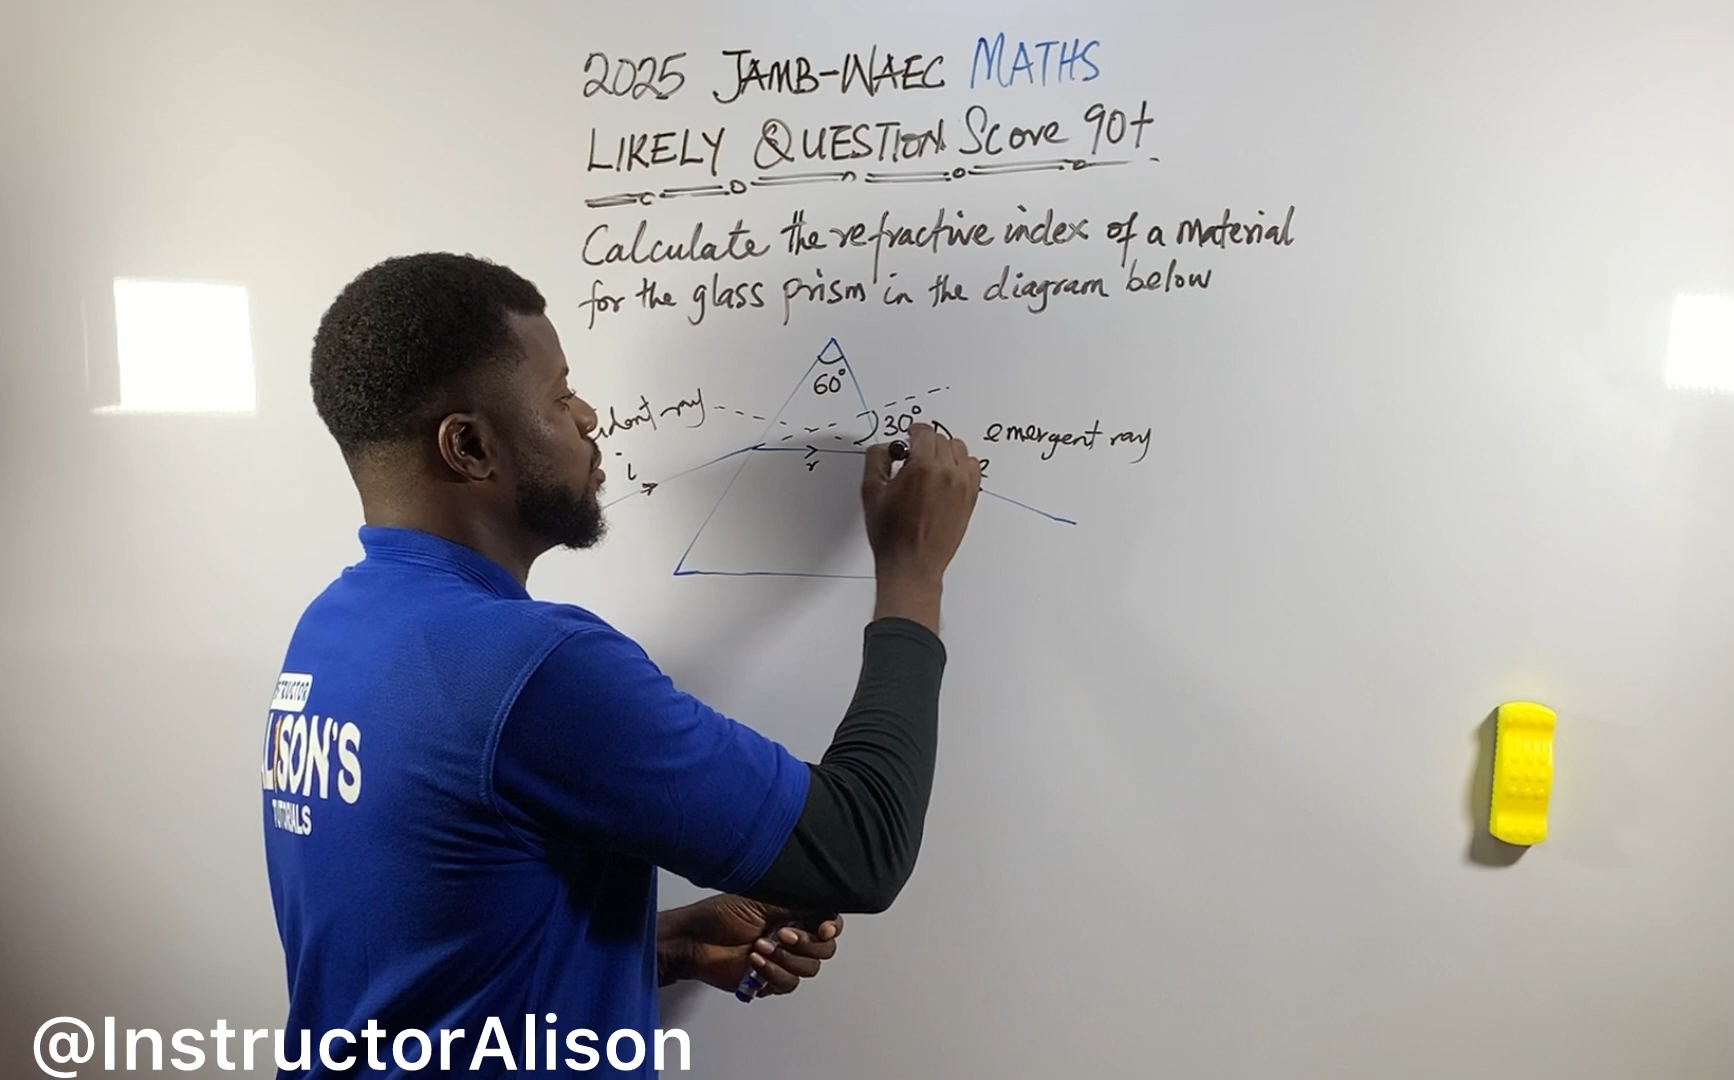 2025 JAMB-WAEC MATHS
LIKELY QUESTION Score 90+
Calculate the refractive index of a material
for the glass prism in the diagram below
60°
ray
30°
emergent ray
i
r
e
ALISON'S
TUTORIALS
@InstructorAlison